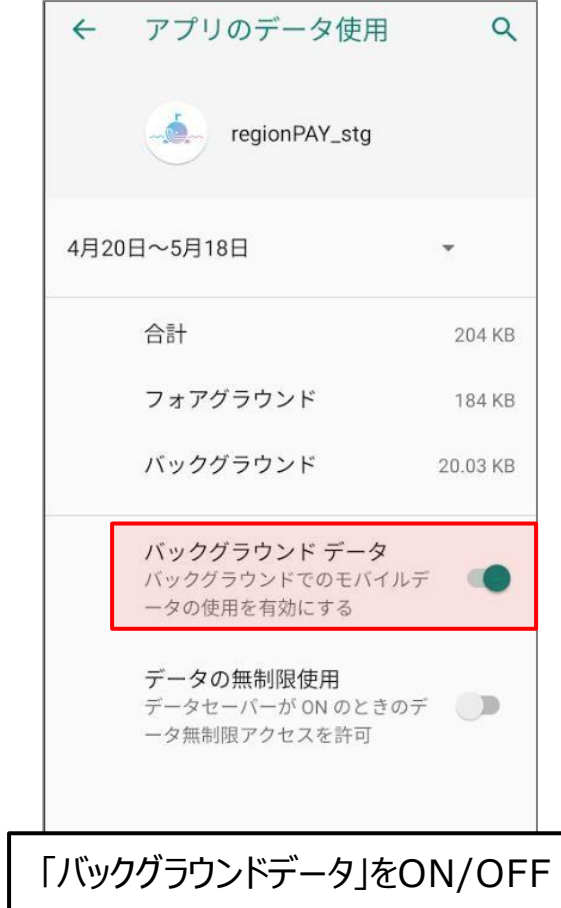 アプリのデータ使用
regionPAY_stg
4月20日～5月18日
合計 204 KB
フォアグラウンド 184 KB
バックグラウンド 20.03 KB
バックグラウンド データ
バックグラウンドでのモバイルデ
ータの使用を有効にする
データの無制限使用
データセーバーが ON のときのデ
ータ無制限アクセスを許可
「バックグラウンドデータ」をON/OFF